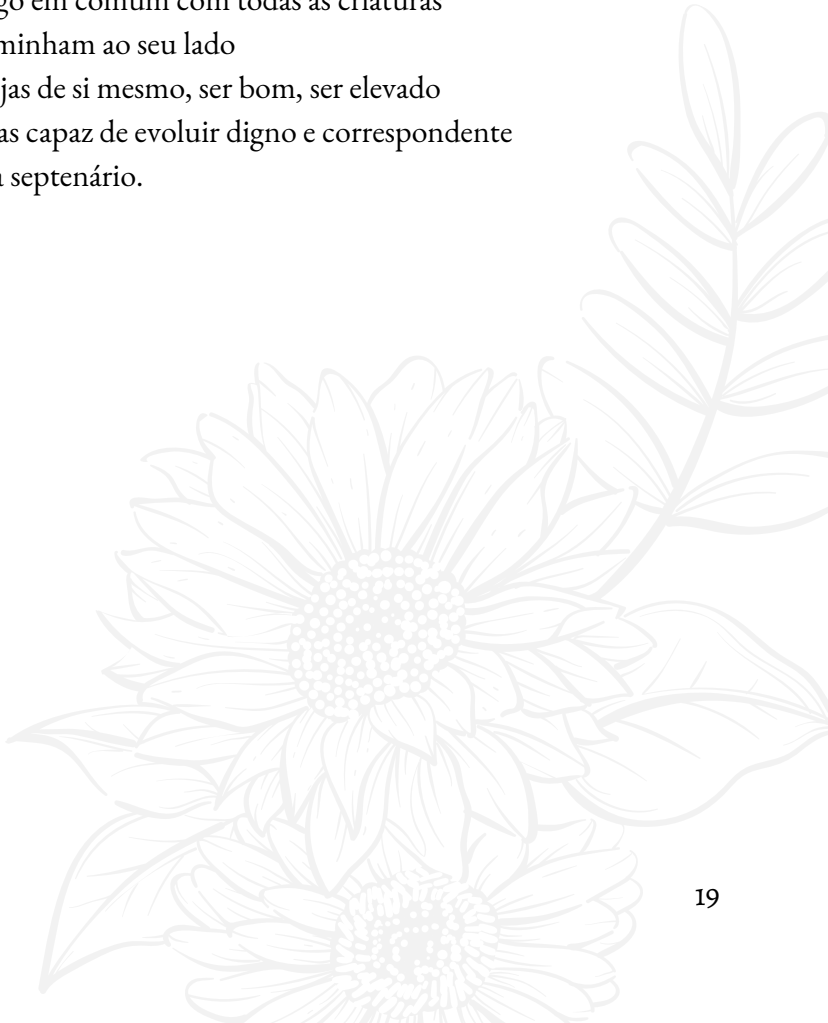 go em comum com todas as criaturas
minham ao seu lado
jas de si mesmo, ser bom, ser elevado
as capaz de evoluir digno e correspondente
a septenário.
19